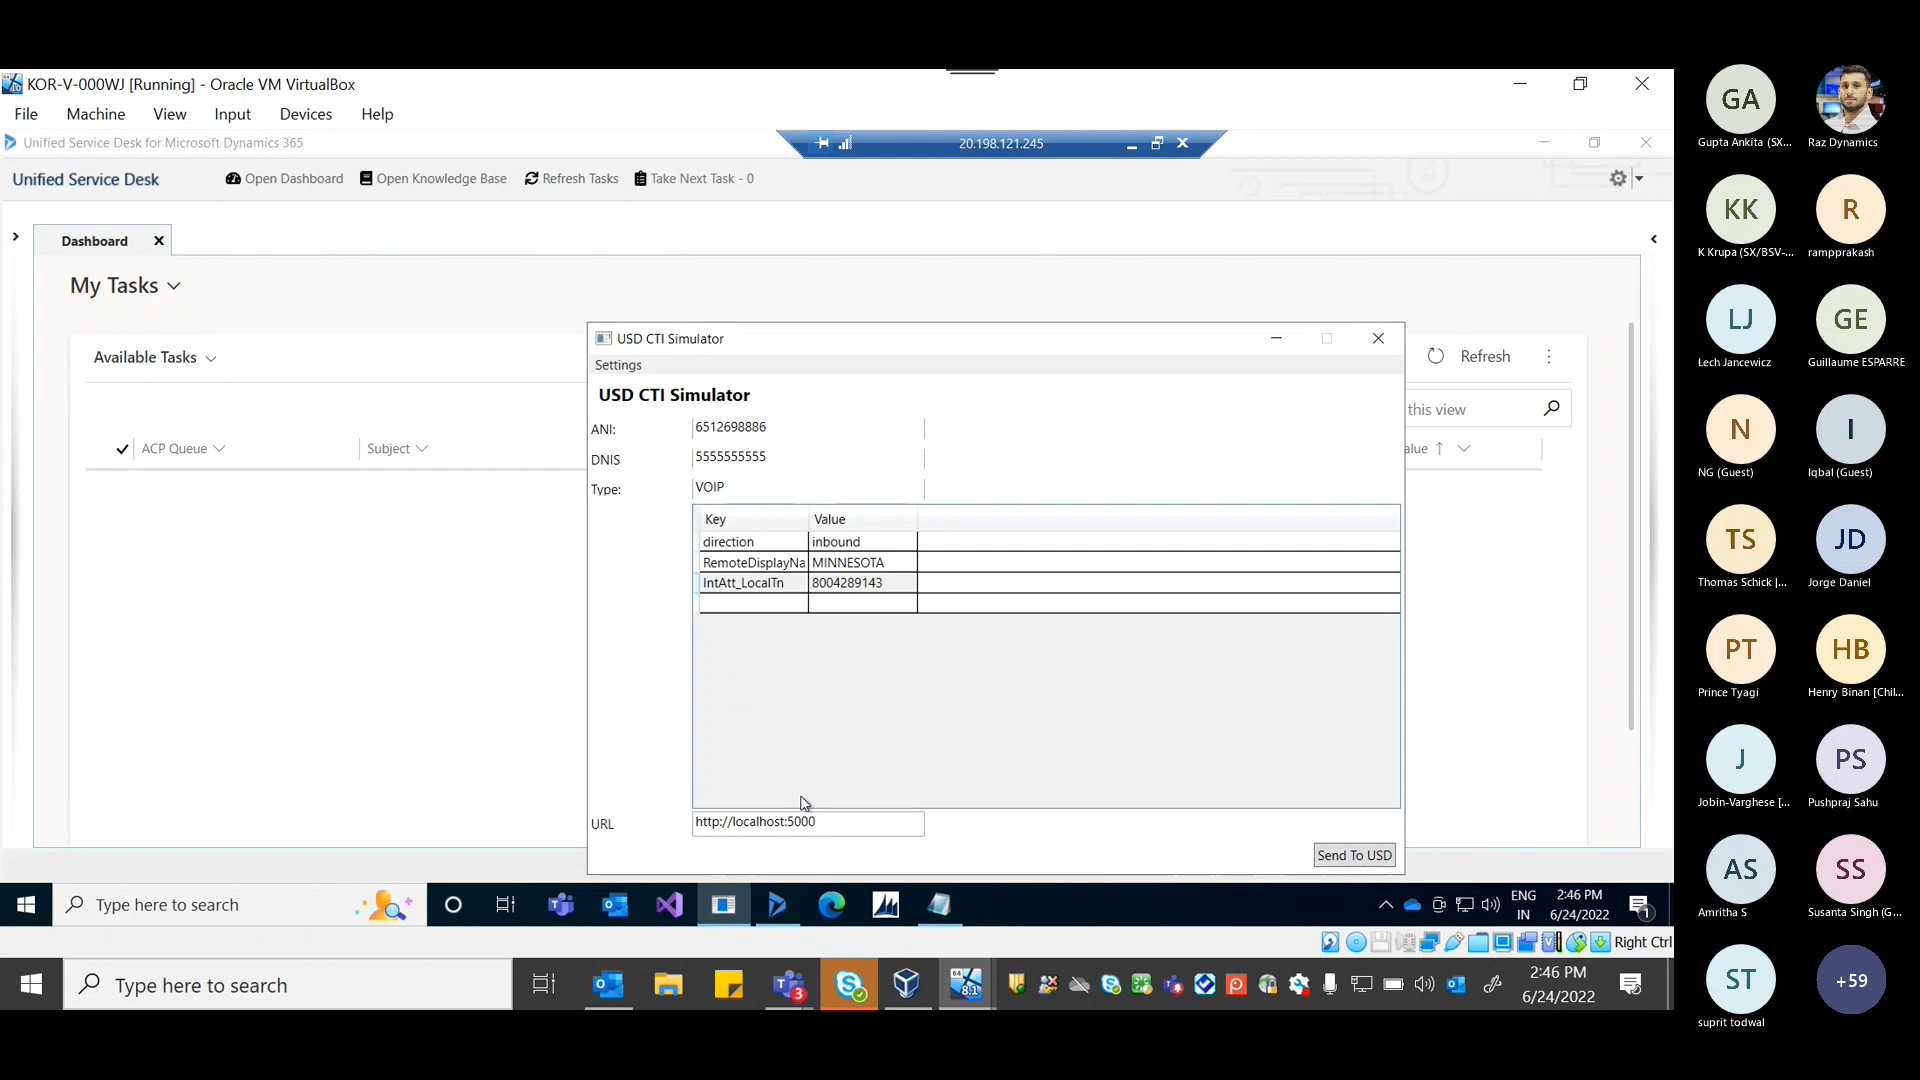 KOR-V-000WJ [Running] - Oracle VM VirtualBox
File Machine View Input Devices Help
Unified Service Desk for Microsoft Dynamics 365
20.198.121.245
Unified Service Desk
Open Dashboard
Open Knowledge Base
Refresh Tasks
Take Next Task - 0
Dashboard
My Tasks
Available Tasks
Refresh
this view
ACP Queue
Subject
alue
USD CTI Simulator
Settings
USD CTI Simulator
ANI: 6512698886
DNIS 5555555555
Type: VOIP
Key Value
direction inbound
RemoteDisplayNa MINNESOTA
IntAtt_LocalTn 8004289143
URL http://localhost:5000
Send To USD
Type here to search
ENG
IN
2:46 PM
6/24/2022
1
Right Ctrl
Type here to search
3
64
8.1
2:46 PM
6/24/2022
GA
Gupta Ankita (SX...
Raz Dynamics
KK
K Krupa (SX/BSV-...
R
rampprakash
LJ
Lech Jancewicz
GE
Guillaume ESPARRE
N
NG (Guest)
I
Iqbal (Guest)
TS
Thomas Schick |...
JD
Jorge Daniel
PT
Prince Tyagi
HB
Henry Binan [Chil...
J
Jobin-Varghese [...
PS
Pushpraj Sahu
AS
Amritha S
SS
Susanta Singh (G...
ST
suprit todwal
+59